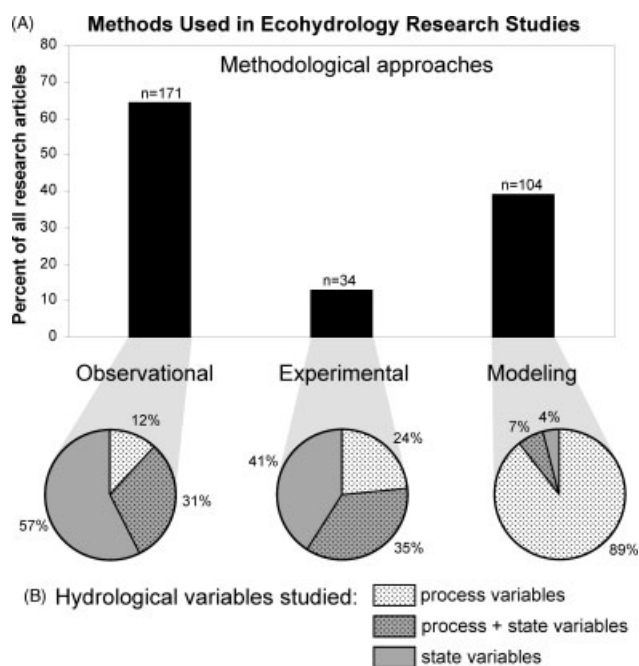 (A) Methods Used in Ecohydrology Research Studies
Methodological approaches
Percent of all research articles
80
70
60
50
40
30
20
10
0
n=171
n=34
n=104
Observational Experimental Modeling
12%
31%
57%
24%
35%
41%
7%
4%
89%
(B) Hydrological variables studied:
process variables
process + state variables
state variables